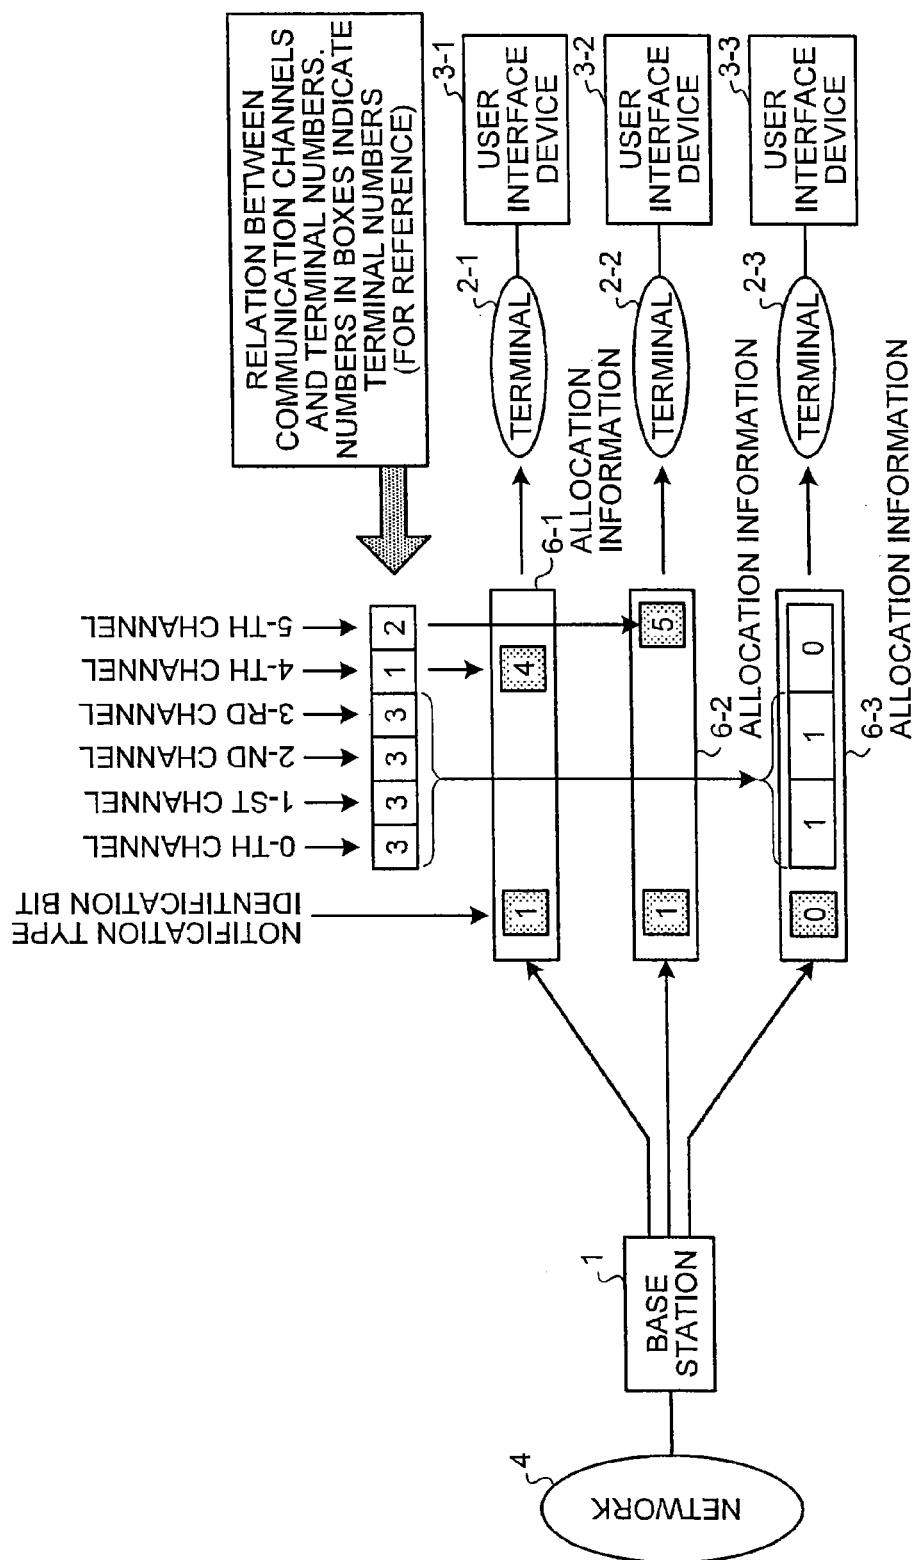 RELATION BETWEEN
COMMUNICATION CHANNELS
AND TERMINAL NUMBERS.
NUMBERS IN BOXES INDICATE
TERMINAL NUMBERS
(FOR REFERENCE)
NOTIFICATION TYPE
IDENTIFICATION BIT
0-TH CHANNEL
1-ST CHANNEL
2-ND CHANNEL
3-RD CHANNEL
4-TH CHANNEL
5-TH CHANNEL
3 3 3 3 1 2
1 4
6-1
ALLOCATION
INFORMATION
2-1
TERMINAL
3-1
USER
INTERFACE
DEVICE
4
NETWORK
1
BASE
STATION
1 5
6-2
ALLOCATION INFORMATION
2-2
TERMINAL
3-2
USER
INTERFACE
DEVICE
0 1 1 0
6-3
ALLOCATION INFORMATION
2-3
TERMINAL
3-3
USER
INTERFACE
DEVICE